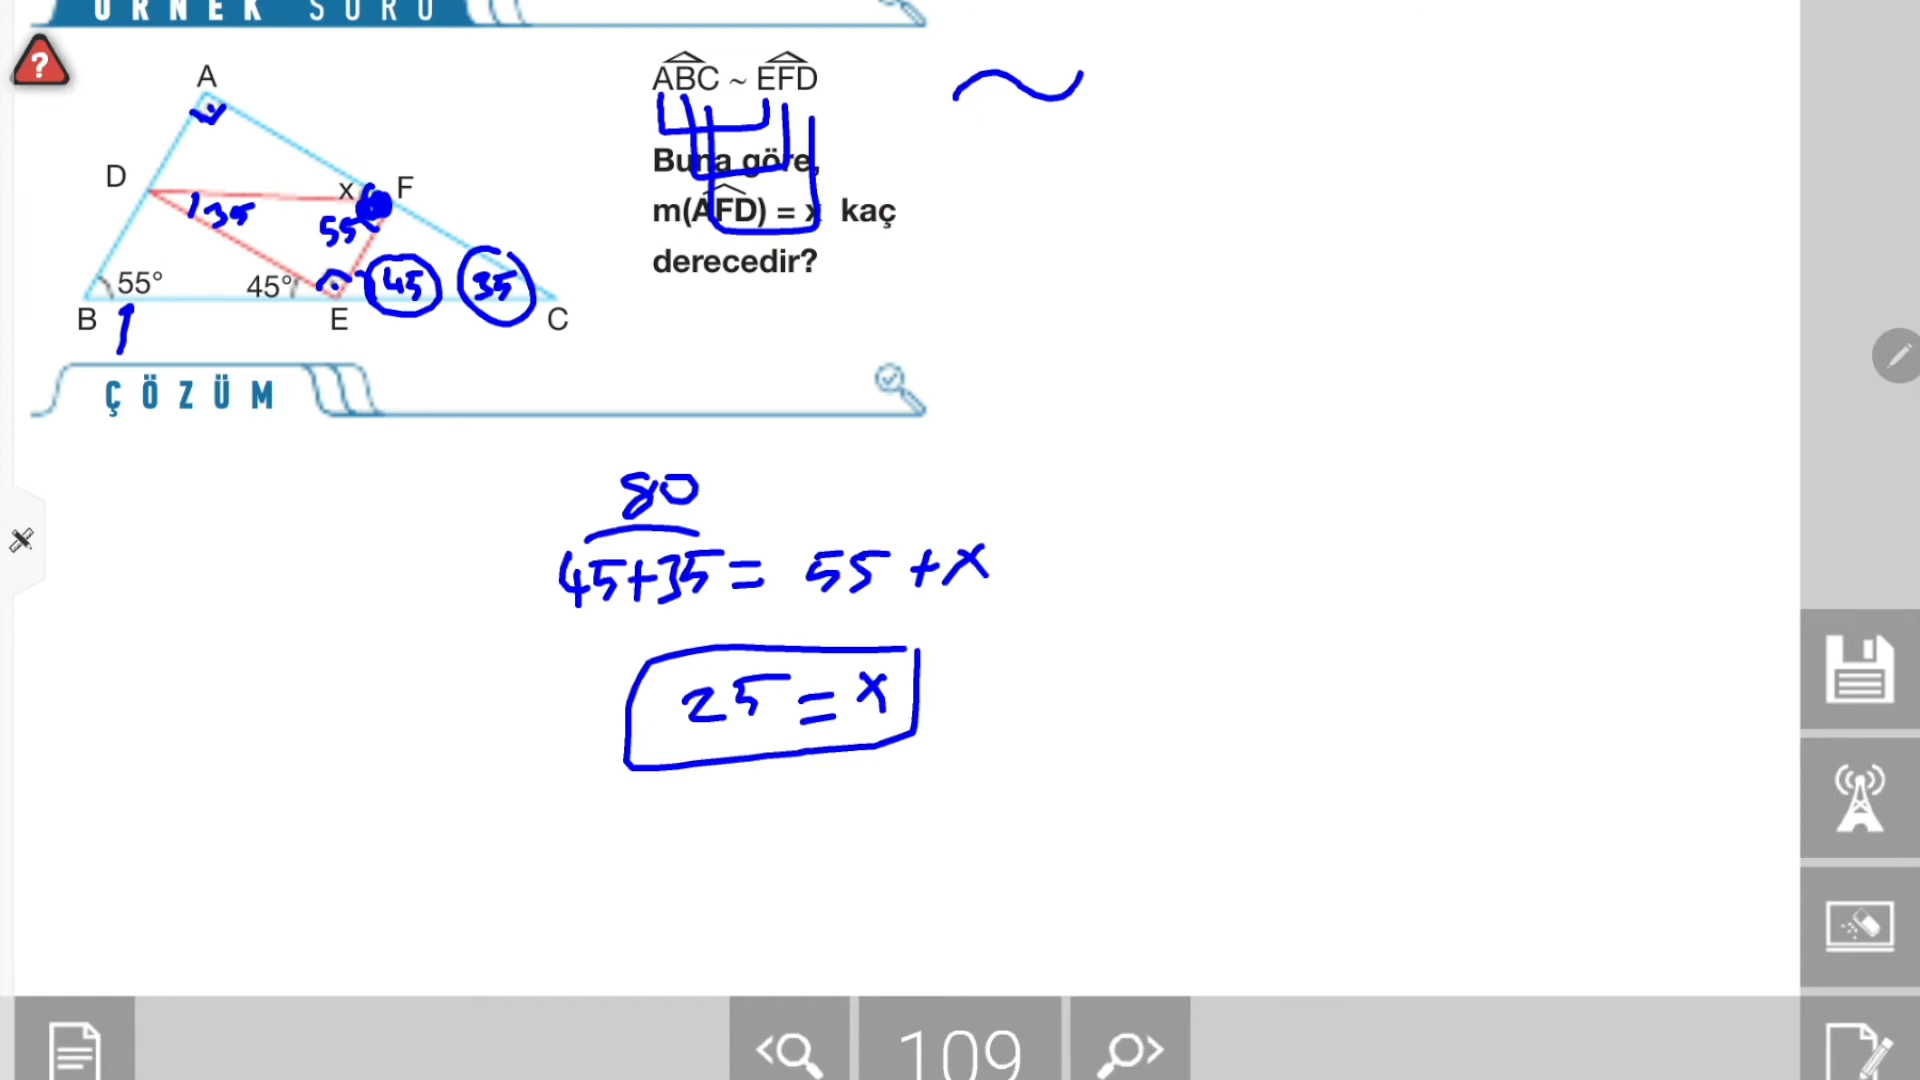 ÖRNEK SORU
?
A
D
x
F
35
55
55°
45°
45
35
B
E
C
ABC ~ EFD
Buna göre,
m(AFD) = x kaç
derecedir?
ÇÖZÜM
80
45+35 = 55 + x
25 = x
109